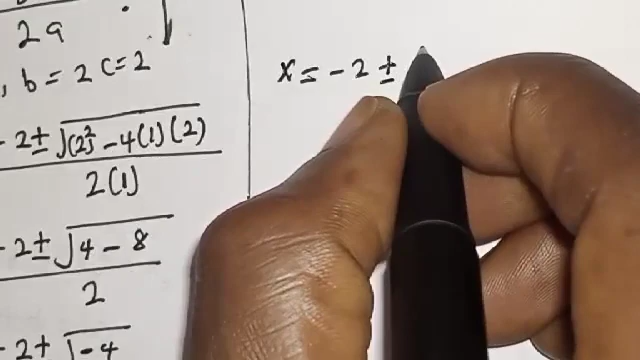 2a
, b = 2 c = 2
- 2 ± √(2)² - 4(1)(2)
2(1)
- 2 ± √4 - 8
2
- 2 ± √-4
x = - 2 ±